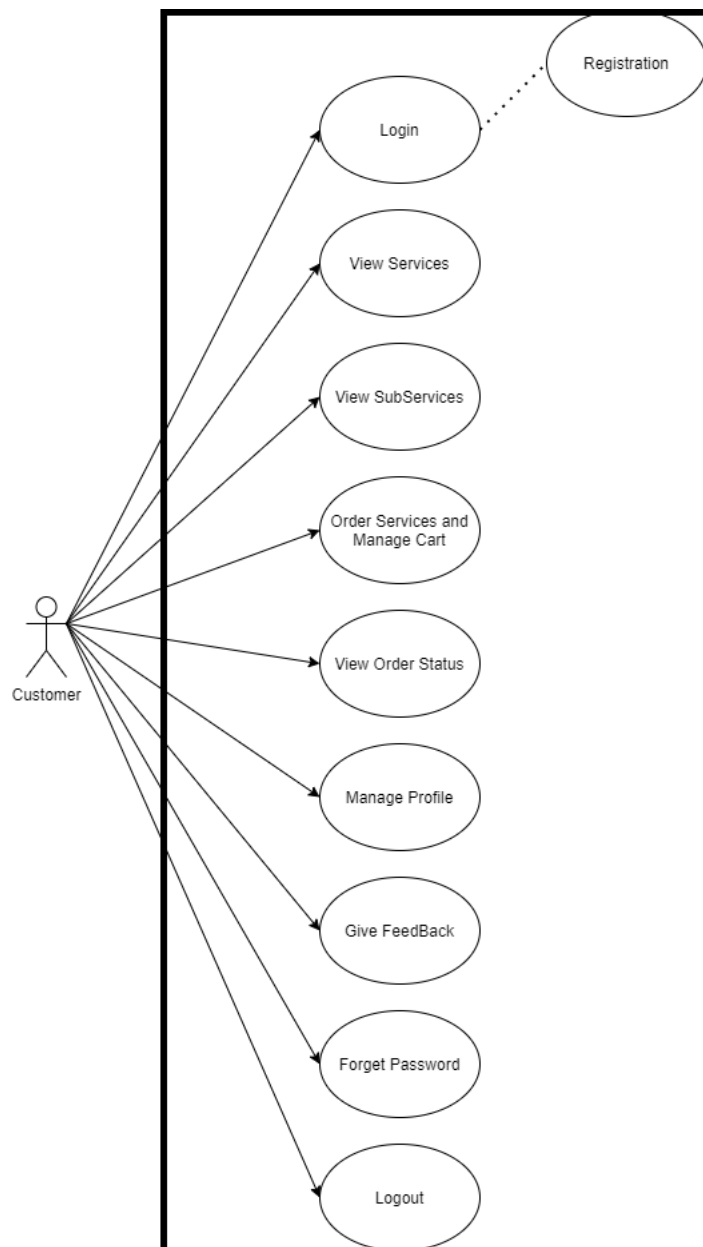 Registration
Login
View Services
View SubServices
Order Services and
Manage Cart
View Order Status
Customer
Manage Profile
Give FeedBack
Forget Password
Logout